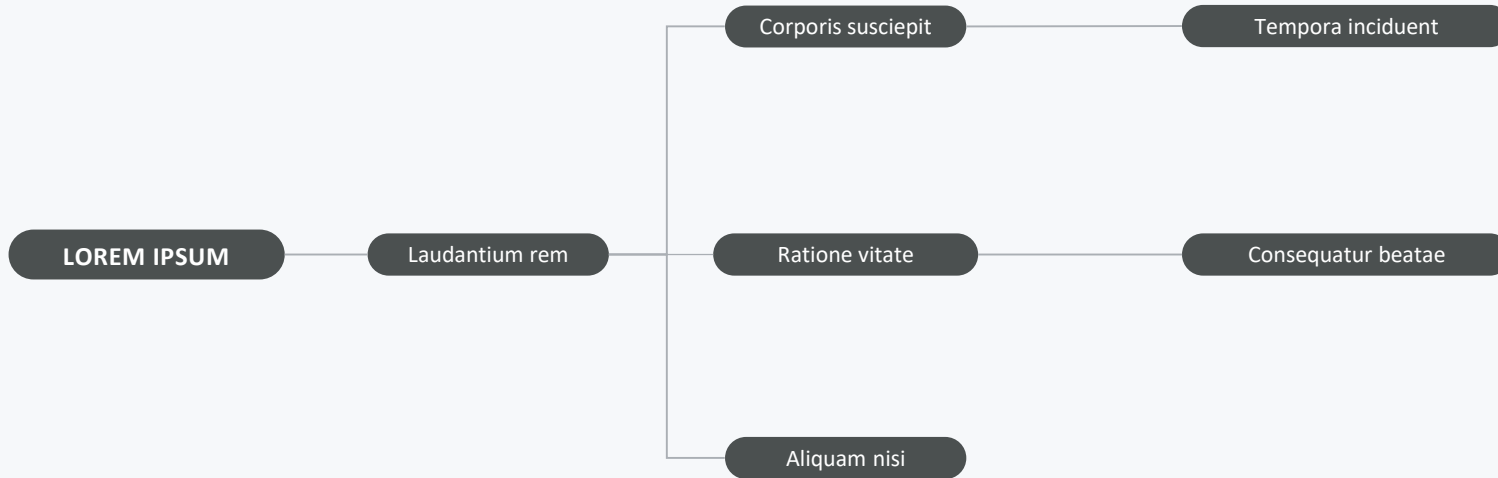 Corporis susciepit
Tempora inciduent
LOREM IPSUM
Laudantium rem
Ratione vitate
Consequatur beatae
Aliquam nisi